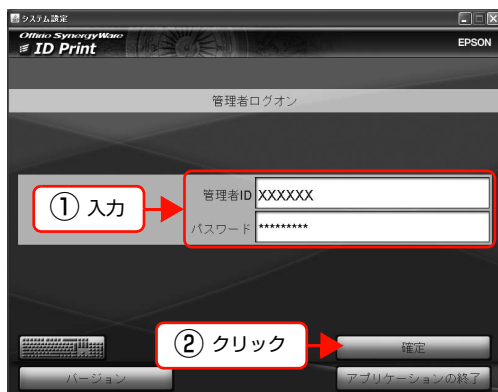 システム設定
Offirio SynergyWare
ID Print
EPSON
管理者ログオン
① 入力
管理者ID XXXXXX
パスワード *********
② クリック
確定
バージョン
アプリケーションの終了